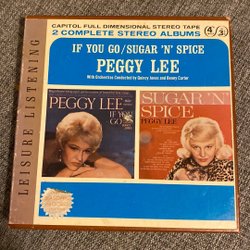 CAPITOL FULL DIMENSIONAL STEREO TAPE
2 COMPLETE STEREO ALBUMS
IF YOU GO/SUGAR 'N' SPICE
PEGGY LEE
With Orchestras Conducted by Quincy Jones and Benny Carter
LEISURE LISTENING
PEGGY LEE
IF YOU
GO
SUGAR 'N'
SPICE
PEGGY LEE